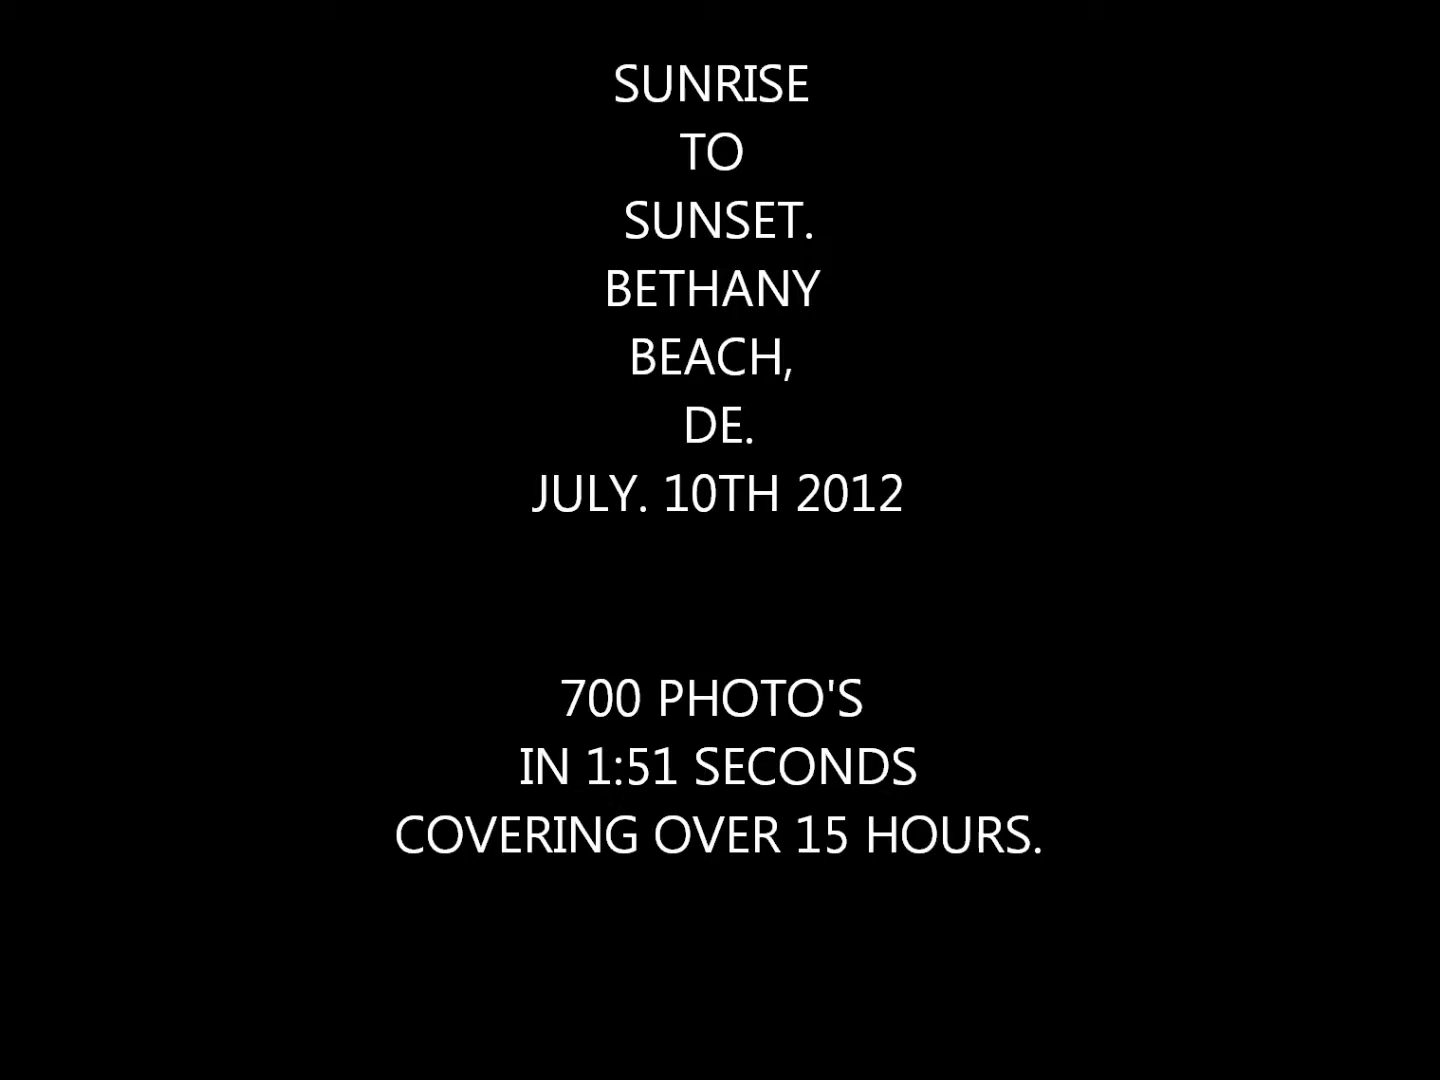 SUNRISE
TO
SUNSET.
BETHANY
BEACH,
DE.
JULY. 10TH 2012
700 PHOTO'S
IN 1:51 SECONDS
COVERING OVER 15 HOURS.